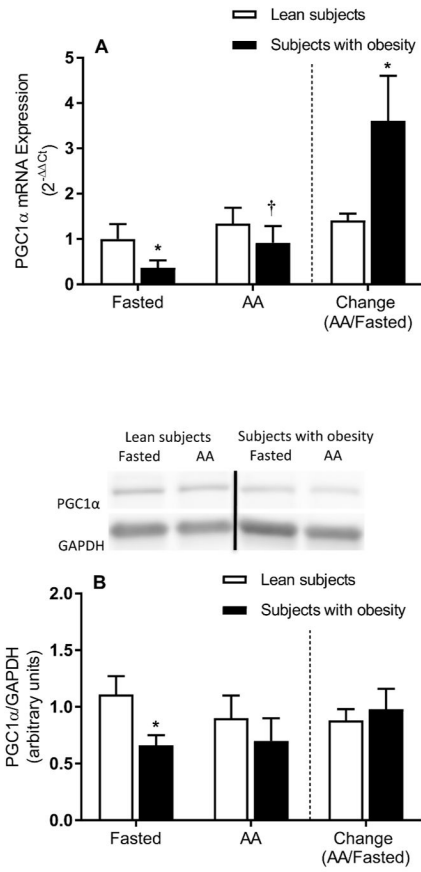 Lean subjects
A
Subjects with obesity
PGC1α mRNA Expression
(2^-ΔΔCt)
5
4
3
2
1
0
*
†
*
Fasted
AA
Change
(AA/Fasted)
Lean subjects
Subjects with obesity
Fasted
AA
Fasted
AA
PGC1α
GAPDH
B
Lean subjects
Subjects with obesity
PGC1α/GAPDH
(arbitrary units)
2.0
1.5
1.0
0.5
0.0
*
Fasted
AA
Change
(AA/Fasted)